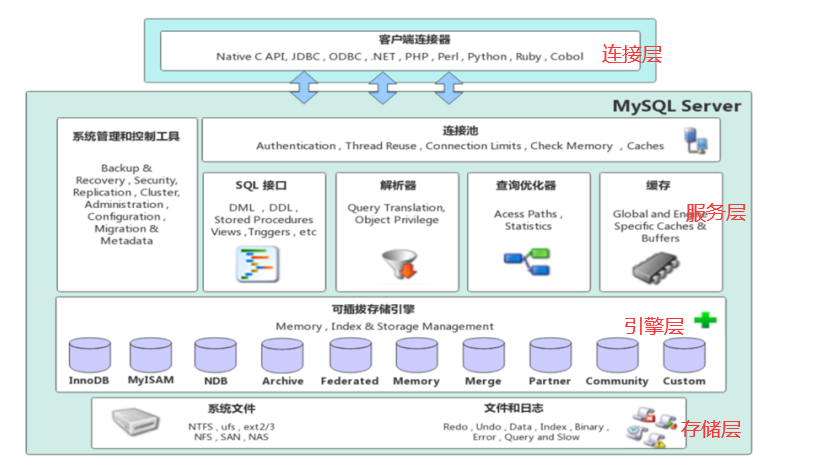 客户端连接器
Native C API, JDBC , ODBC , .NET , PHP , Perl , Python , Ruby , Cobol
连接层
MySQL Server
系统管理和控制工具
Backup &
Recovery , Security,
Replication , Cluster,
Administration ,
Configuration ,
Migration &
Metadata
连接池
Authentication , Thread Reuse , Connection Limits , Check Memory , Caches
SQL 接口
DML , DDL ,
Stored Procedures
Views ,Triggers , etc
解析器
Query Translation,
Object Privilege
查询优化器
Acess Paths ,
Statistics
缓存
Global and Engine
Specific Caches &
Buffers
服务层
可插拔存储引擎
Memory , Index & Storage Management
引擎层
InnoDB
MyISAM
NDB
Archive
Federated
Memory
Merge
Partner
Community
Custom
系统文件
NTFS , ufs , ext2/3
NFS , SAN , NAS
文件和日志
Redo , Undo , Data , Index , Binary ,
Error , Query and Slow
存储层